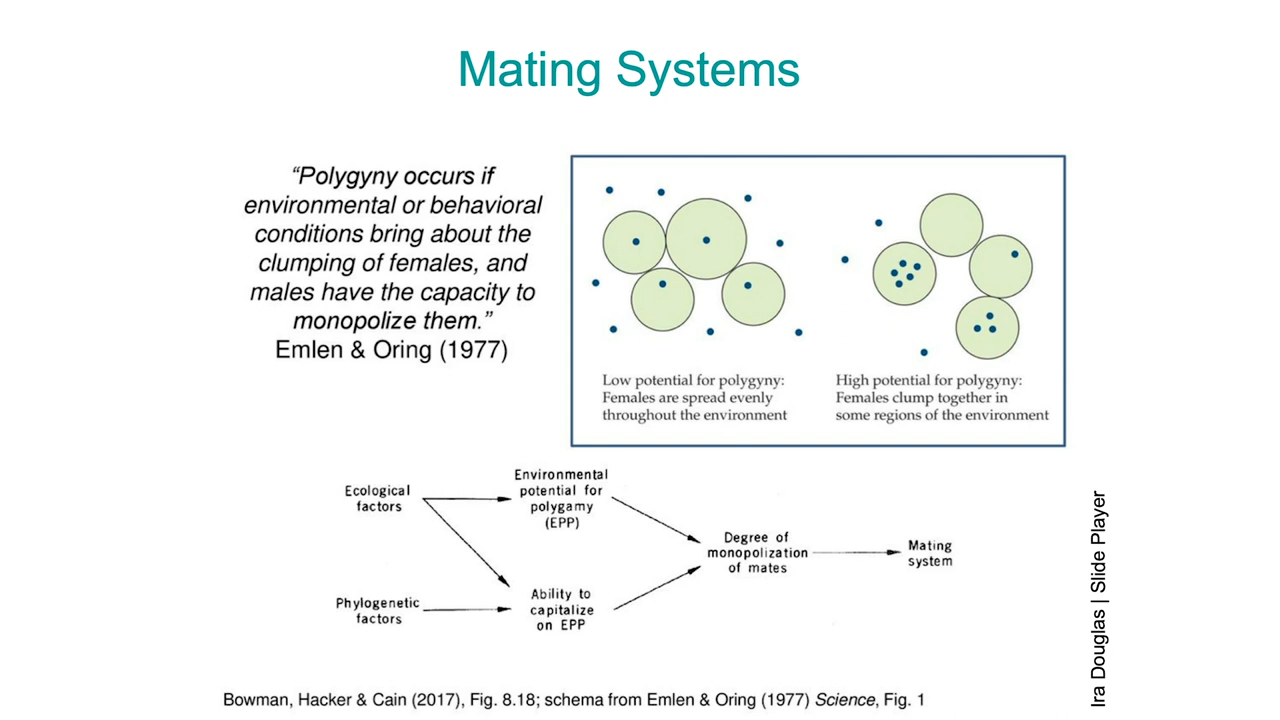 Mating Systems
“Polygyny occurs if
environmental or behavioral
conditions bring about the
clumping of females, and
males have the capacity to
monopolize them.”
Emlen & Oring (1977)
Low potential for polygyny:
Females are spread evenly
throughout the environment
High potential for polygyny:
Females clump together in
some regions of the environment
Ecological
factors
Environmental
potential for
polygamy
(EPP)
Phylogenetic
factors
Ability to
capitalize
on EPP
Degree of
monopolization
of mates
Mating
system
Ira Douglas | Slide Player
Bowman, Hacker & Cain (2017), Fig. 8.18; schema from Emlen & Oring (1977) Science, Fig. 1